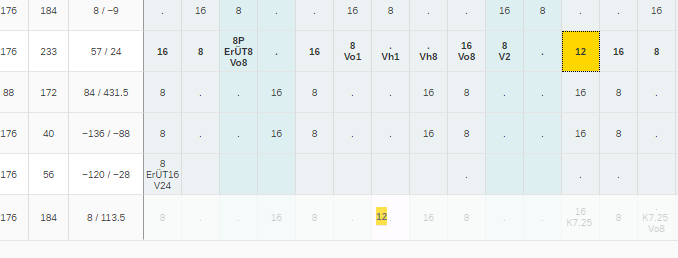 176 184 8 / −9 . 16 8 . . 16 8 . . 16 8 . . 16
176 233 57 / 24 16 8 8P ErÜT8 Vo8 . 16 8 Vo1 . Vh1 . Vh8 16 Vo8 8 V2 . 12 16 8
88 172 84 / 431.5 8 . . 16 8 . . 16 8 . . 16 8 .
176 40 −136 / −88 8 . . 16 8 . . 16 8 . . 16 8 .
176 56 −120 / −28 8 ErÜT16 V24 . . .
176 184 8 / 113.5 8 . . 16 8 . 12 . 16 8 . . 16 K7.25 8 . K7.25 Vo8